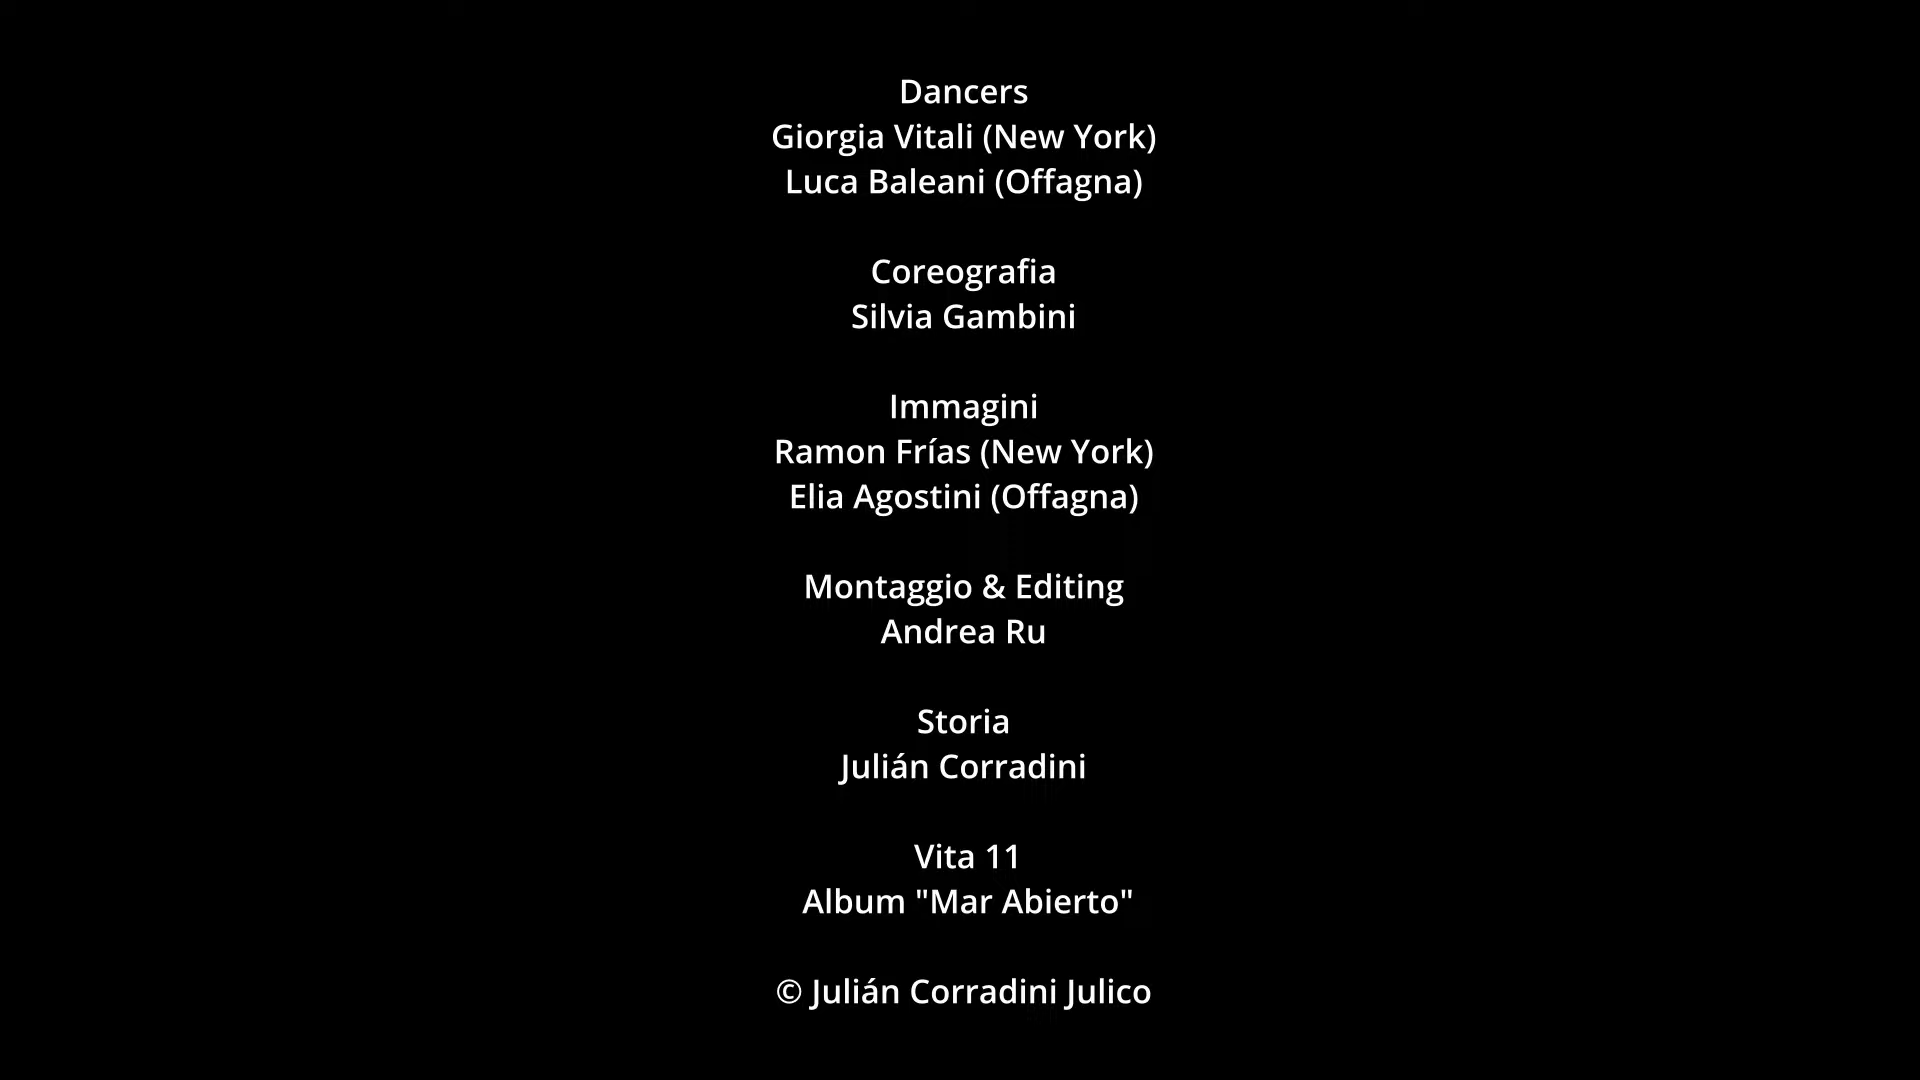 Dancers
Giorgia Vitali (New York)
Luca Baleani (Offagna)
Coreografia
Silvia Gambini
Immagini
Ramon Frías (New York)
Elia Agostini (Offagna)
Montaggio & Editing
Andrea Ru
Storia
Julián Corradini
Vita 11
Album "Mar Abierto"
© Julián Corradini Julico